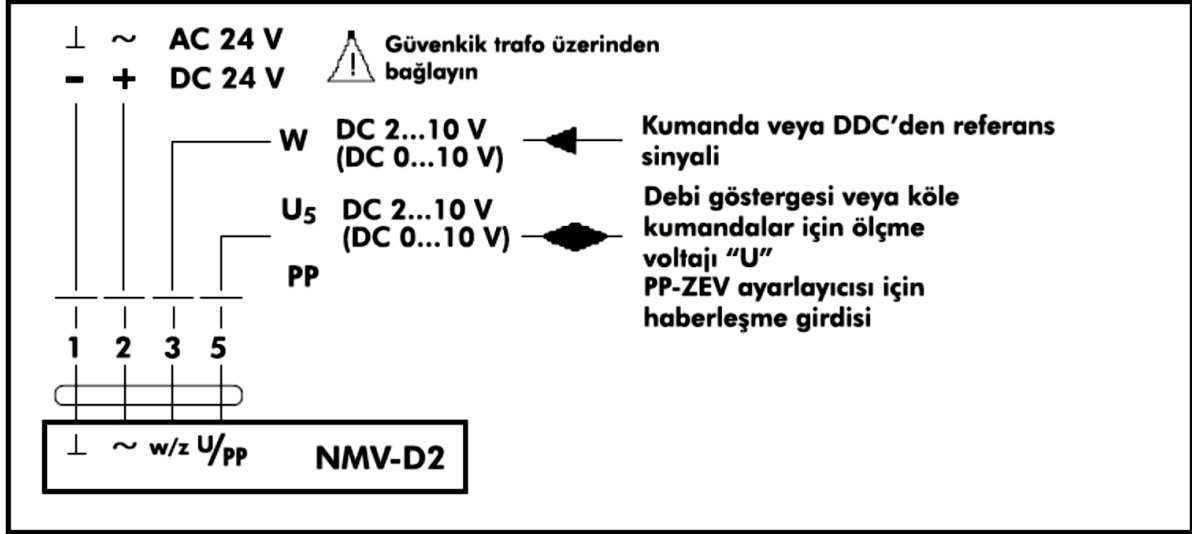 ⊥ ~ AC 24 V
- + DC 24 V
Güvenkik trafo üzerinden
bağlayın
W DC 2...10 V
(DC 0...10 V)
Kumanda veya DDC’den referans
sinyali
U5 DC 2...10 V
(DC 0...10 V)
PP
Debi göstergesi veya köle
kumandalar için ölçme
voltajı “U”
PP-ZEV ayarlayıcısı için
haberleşme girdisi
1 2 3 5
⊥ ~ w/z U/PP NMV-D2